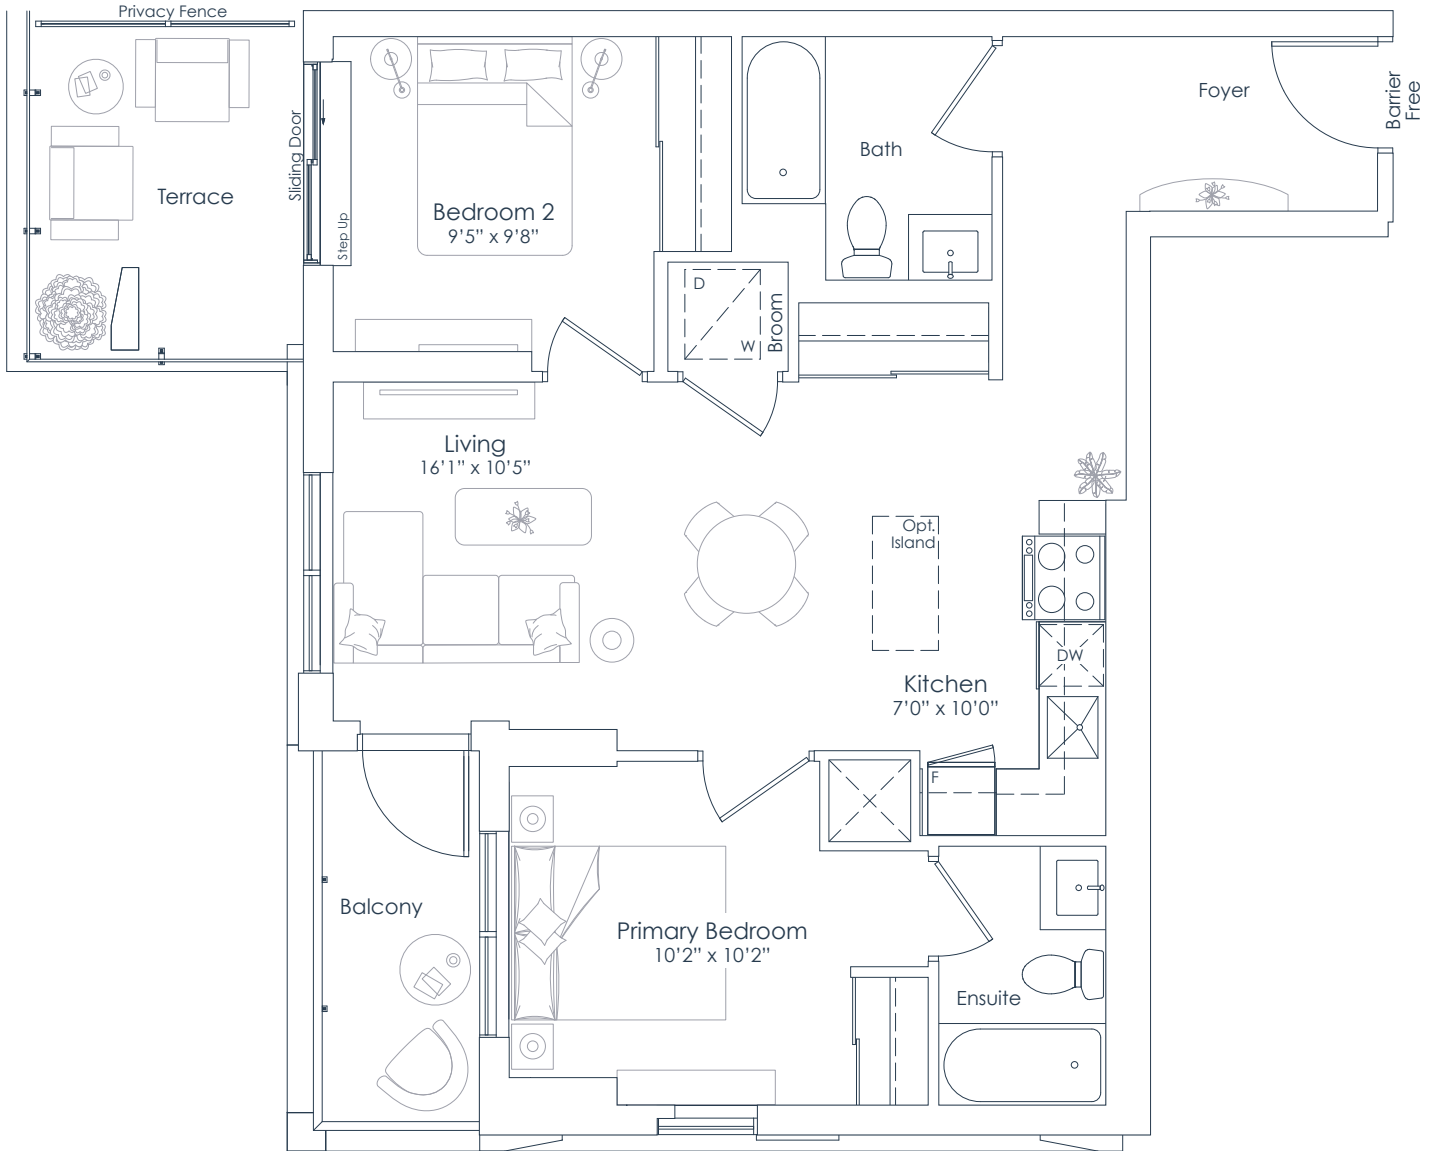 Privacy Fence
Foyer
Barrier
Free
Sliding Door
Bath
Terrace
Step Up
Bedroom 2
9’5” x 9’8”
D
W
Broom
Living
16’1” x 10’5”
Opt.
Island
DW
Kitchen
7’0” x 10’0”
F
Balcony
Primary Bedroom
10’2” x 10’2”
Ensuite